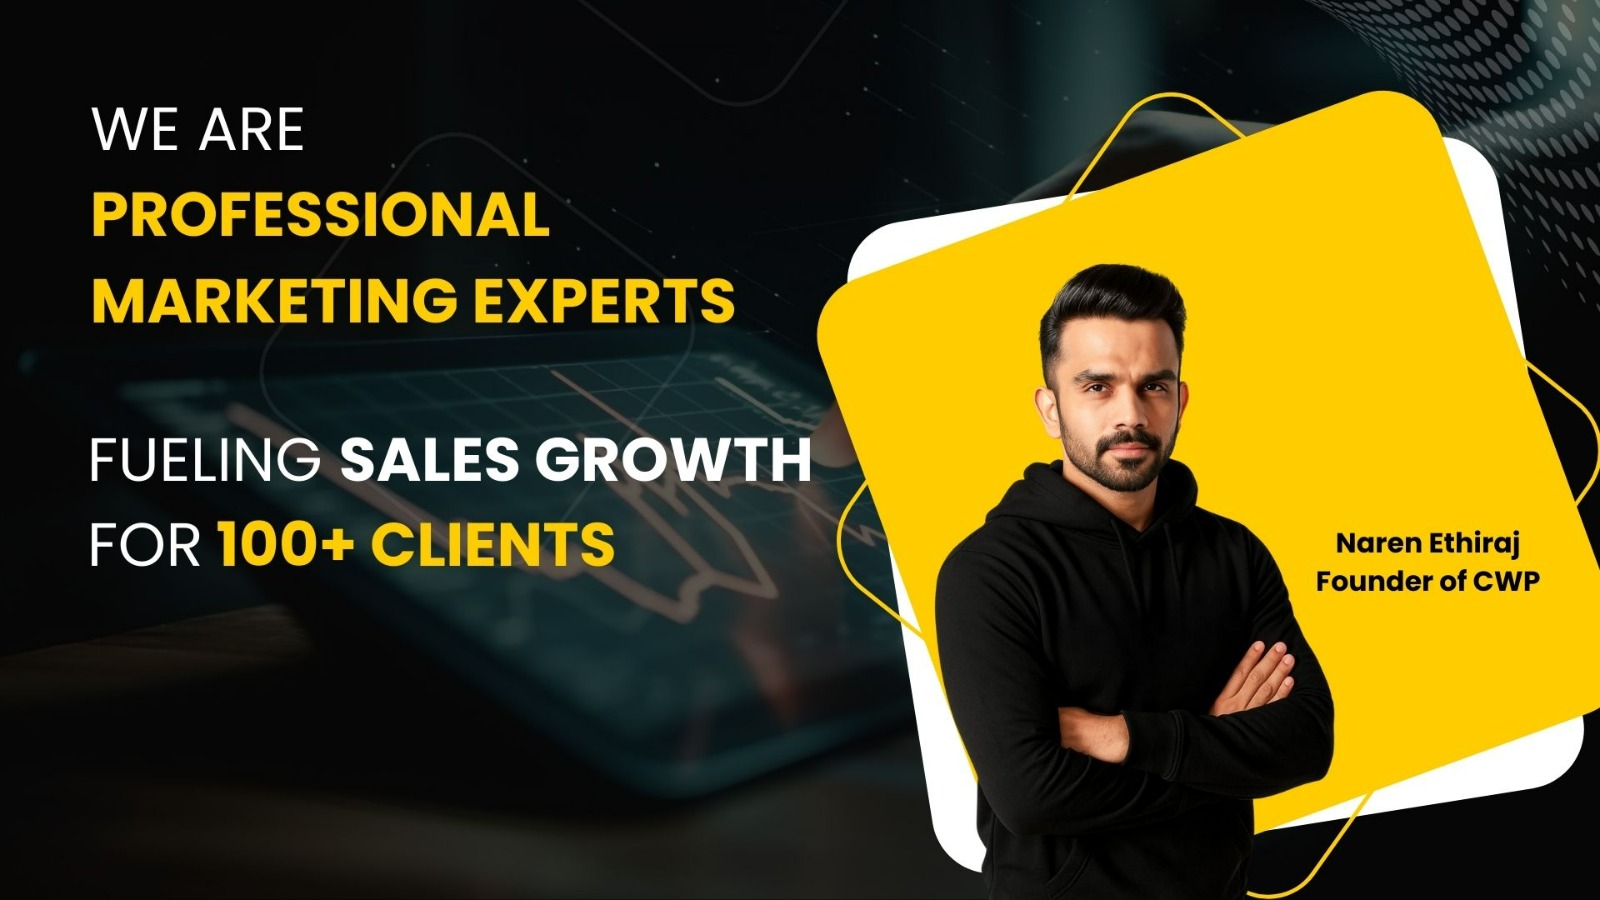 WE ARE
PROFESSIONAL
MARKETING EXPERTS
FUELING SALES GROWTH
FOR 100+ CLIENTS
Naren Ethiraj
Founder of CWP